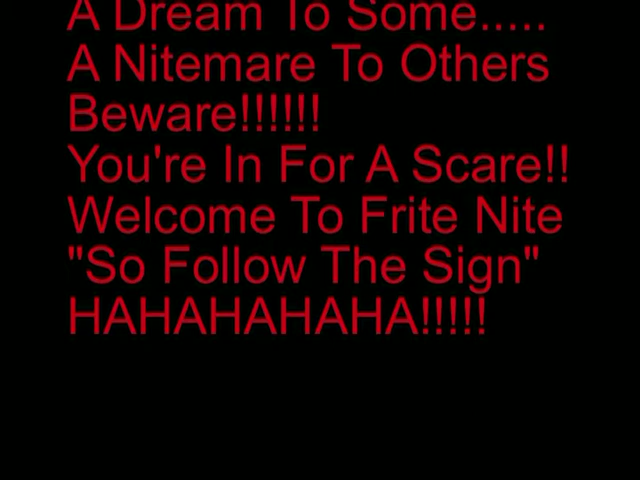 A Dream To Some.....
A Nitemare To Others
Beware!!!!!!
You're In For A Scare!!
Welcome To Frite Nite
"So Follow The Sign"
HAHAHAHAHA!!!!!